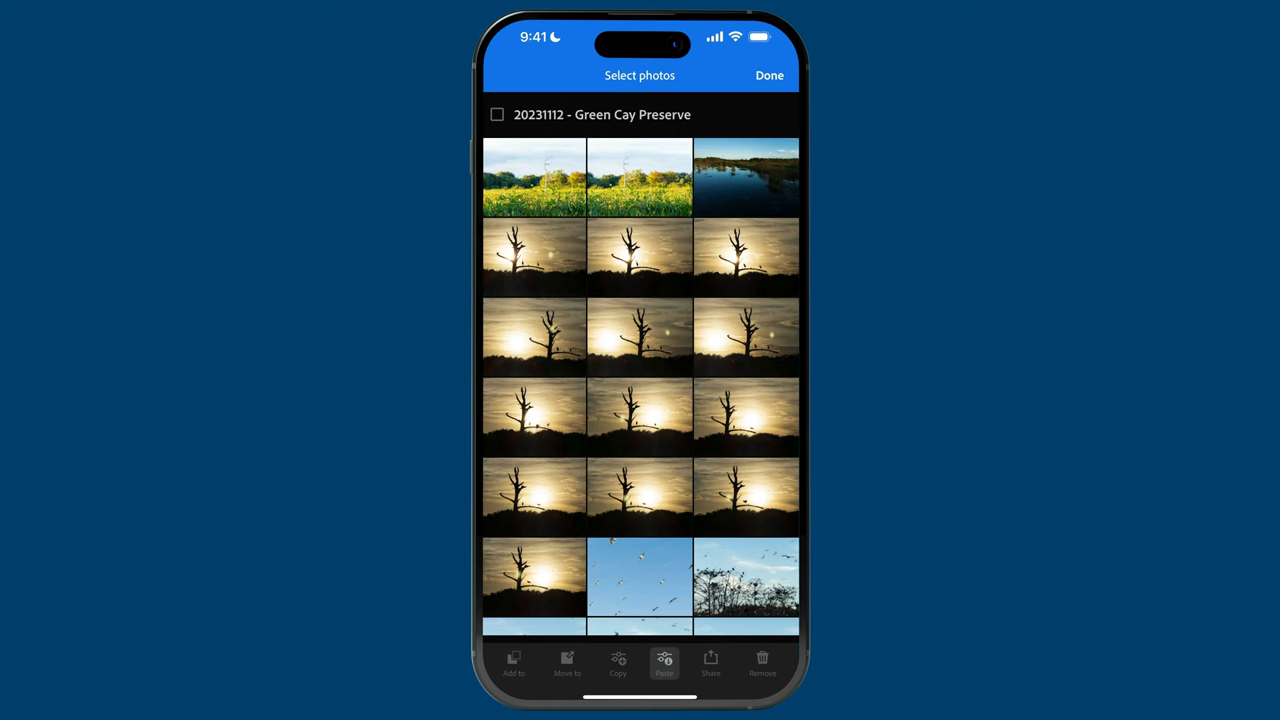 9:41
Select photos
Done
20231112 - Green Cay Preserve
Add to
Move to
Copy
Paste
Share
Remove